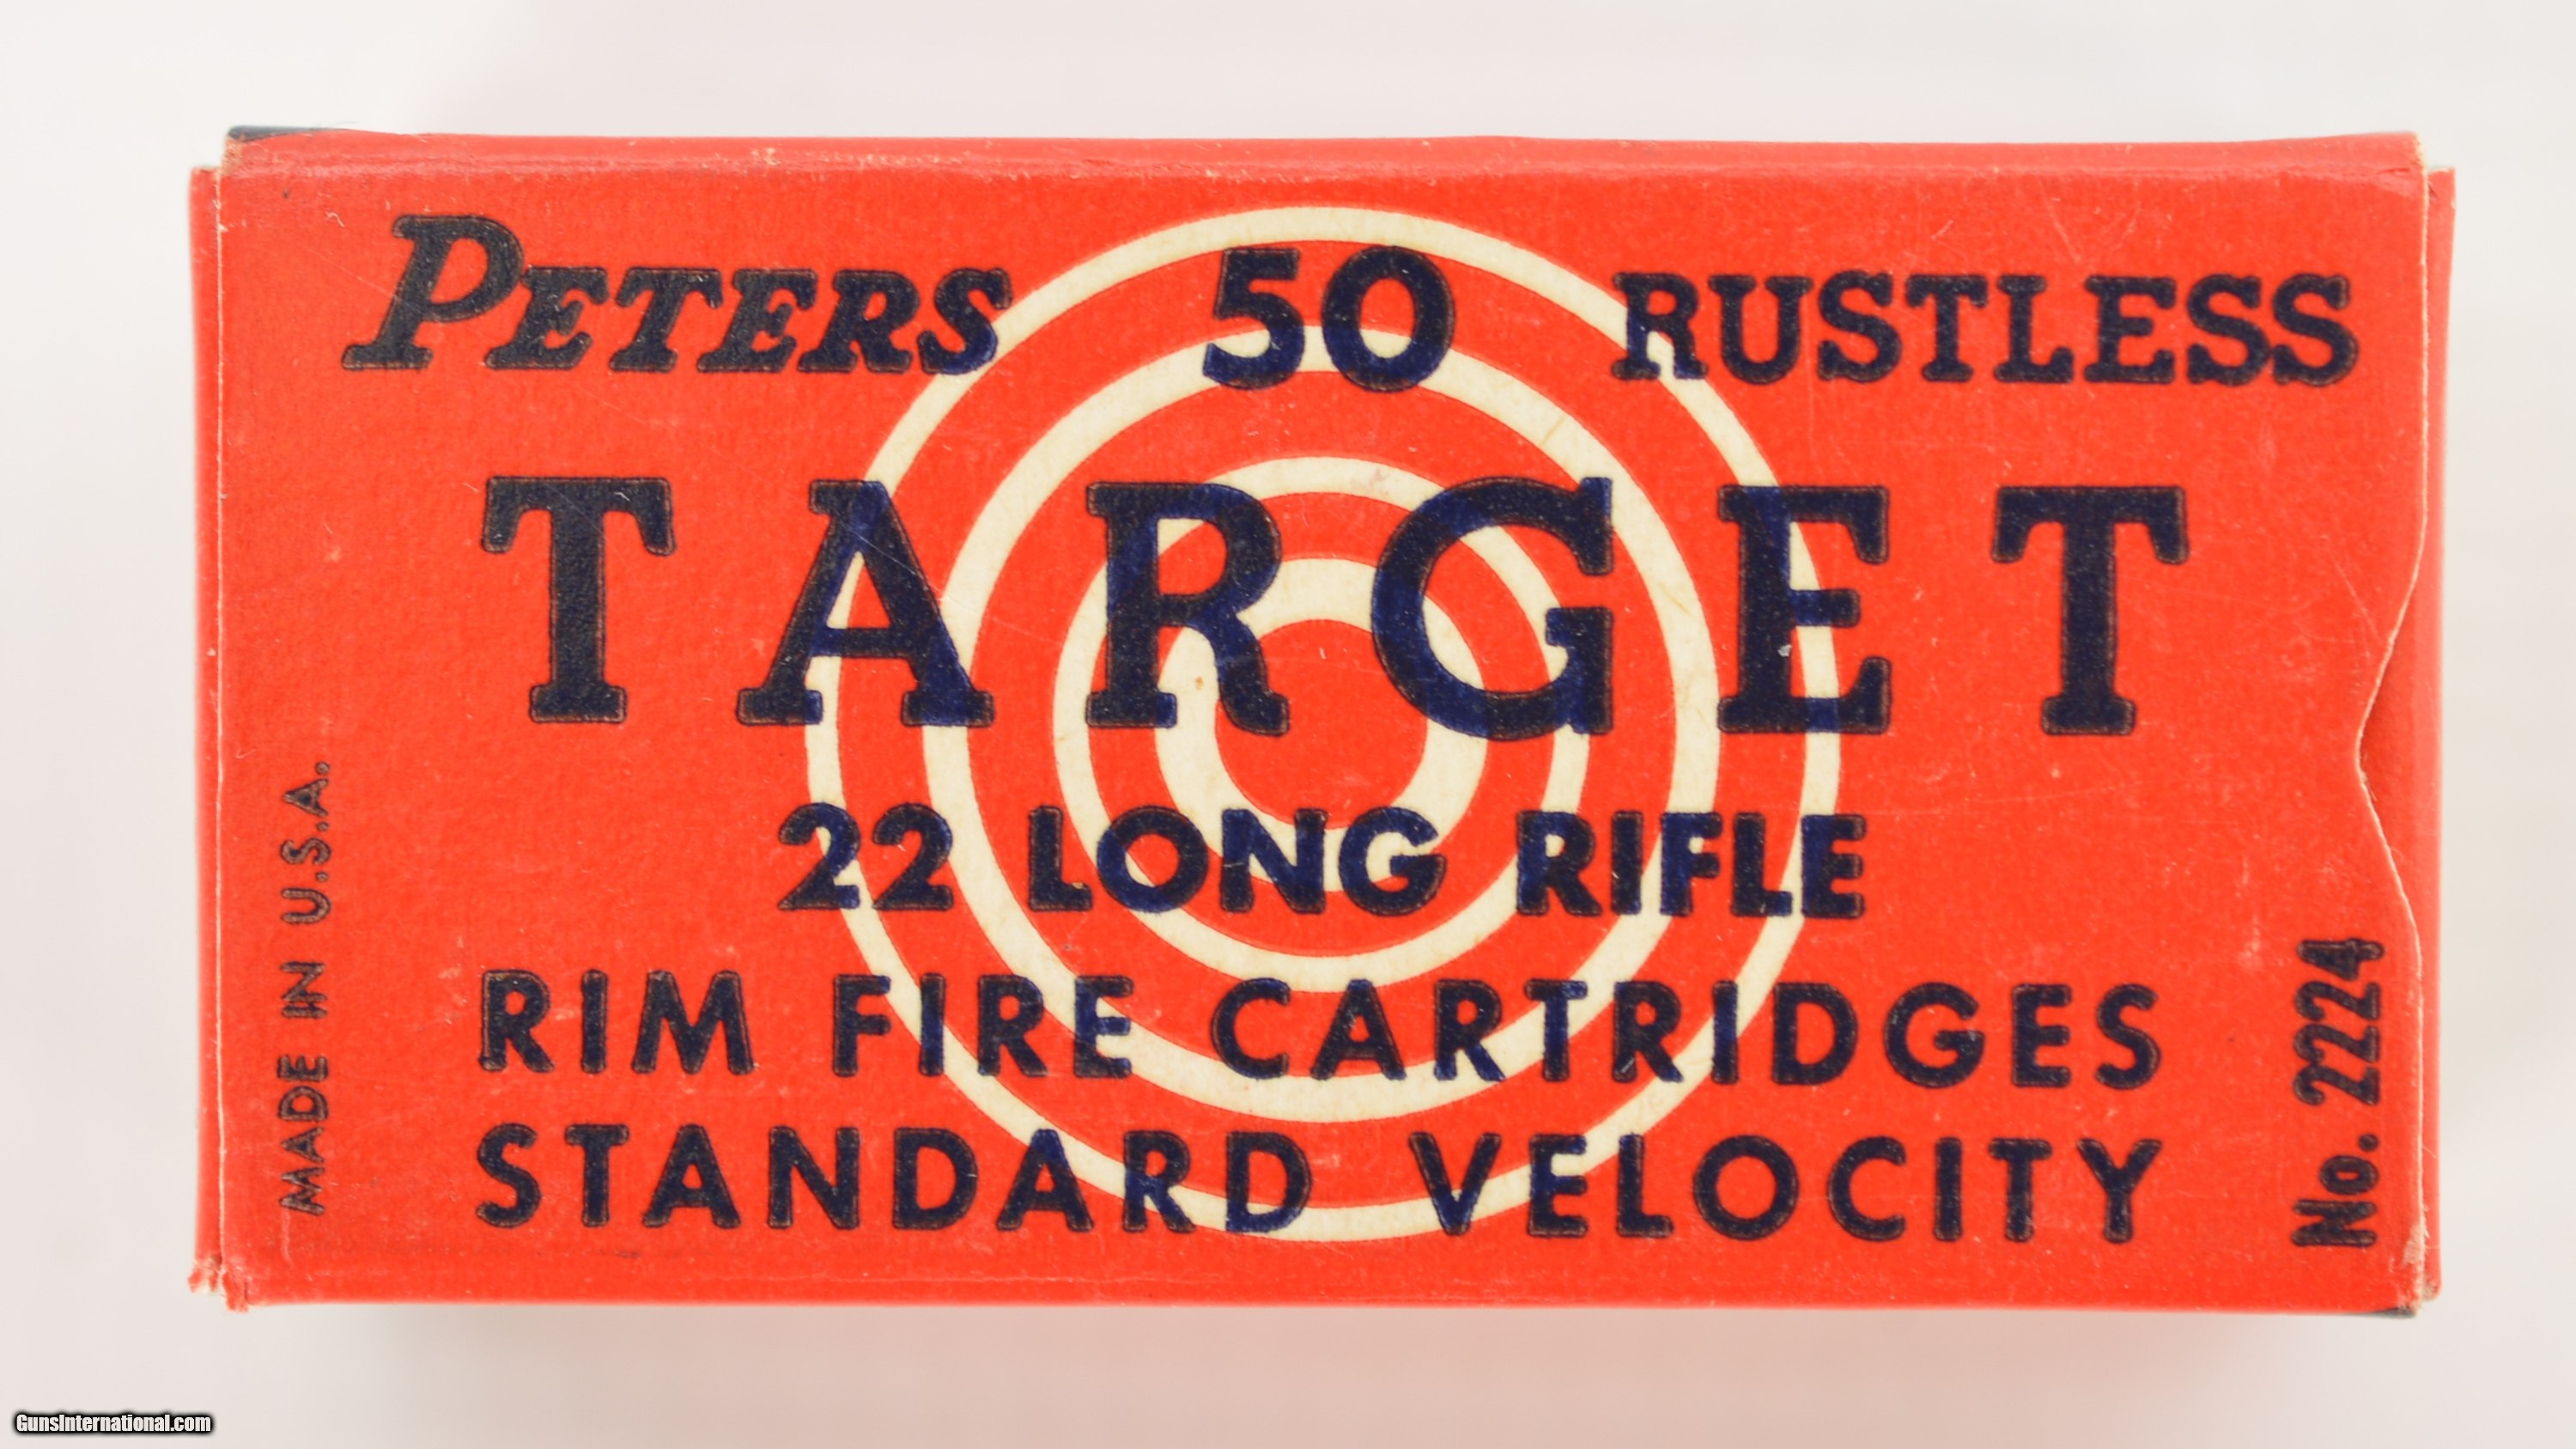 PETERS 50 RUSTLESS
TARGET
22 LONG RIFLE
RIM FIRE CARTRIDGES
STANDARD VELOCITY
MADE IN U.S.A.
No. 2224
GunsInternational.com